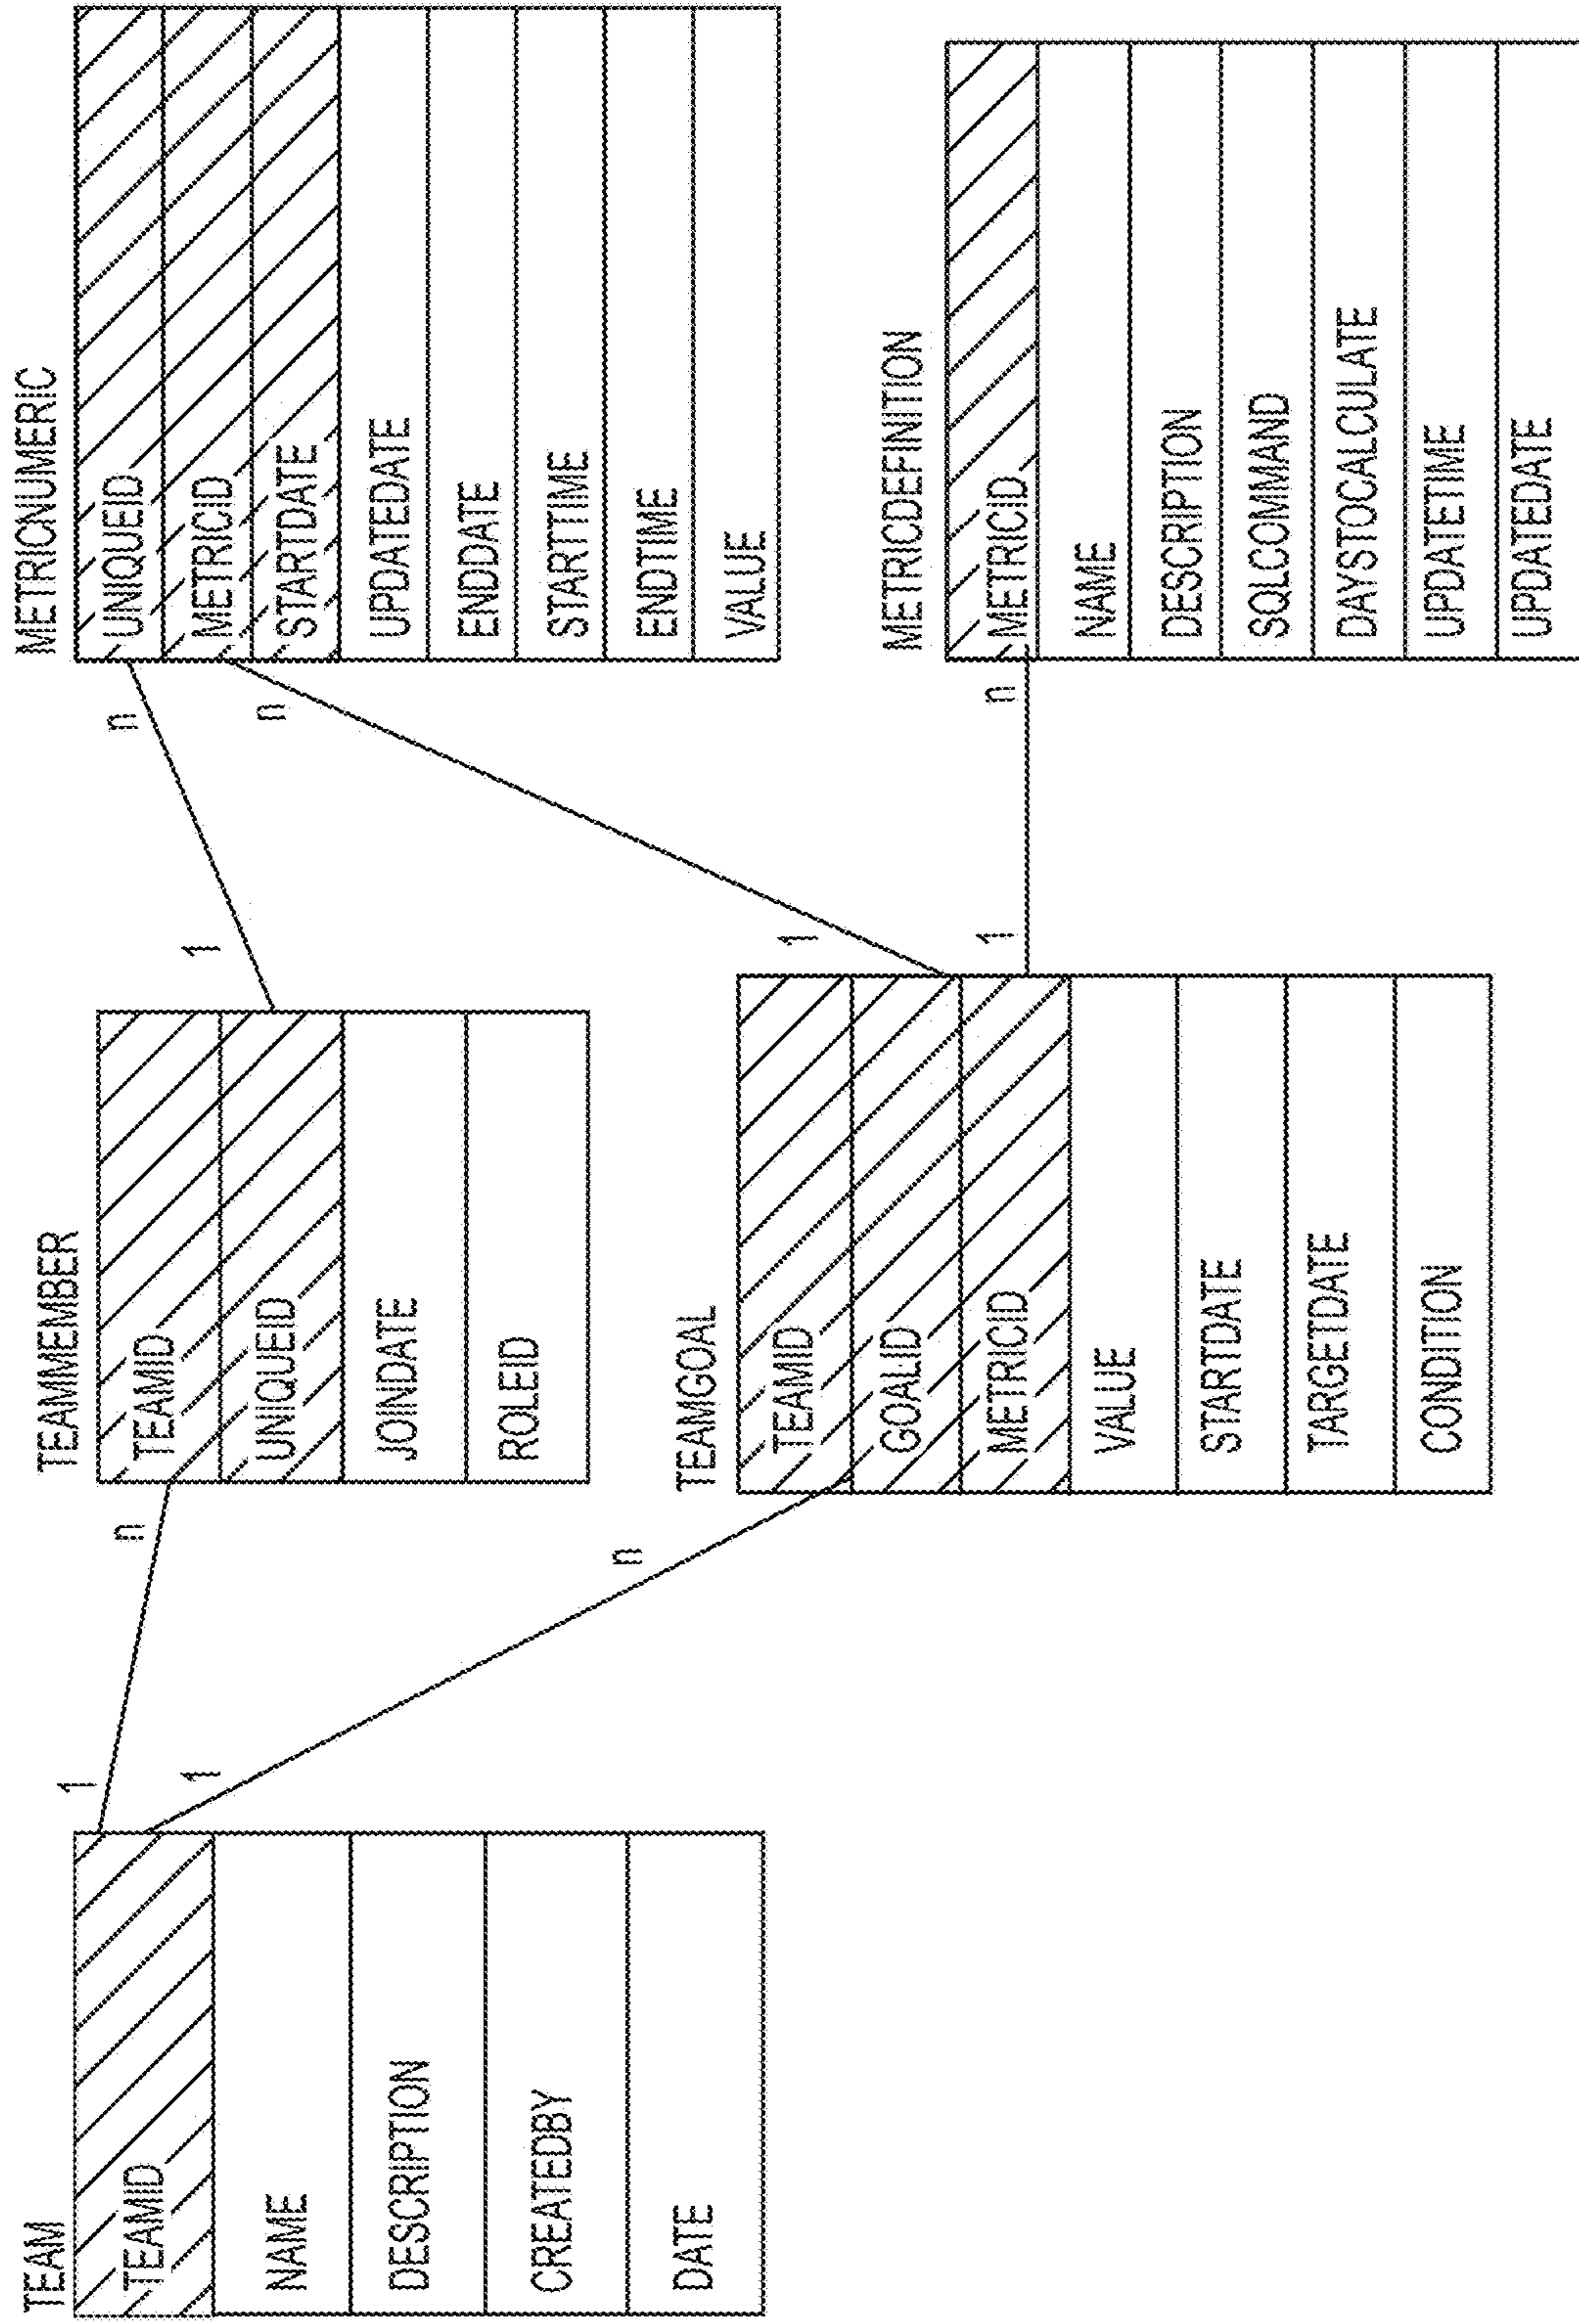 TEAM
TEAMID
NAME
DESCRIPTION
CREATEDBY
DATE
1
1
n
n
TEAMMEMBER
TEAMID
UNIQUEID
JOINDATE
ROLEID
TEAMGOAL
TEAMID
GOALID
METRICID
VALUE
STARTDATE
TARGETDATE
CONDITION
1
1
1
n
n
n
METRICNUMERIC
UNIQUEID
METRICID
STARTDATE
UPDATEDATE
ENDDATE
STARTTIME
ENDTIME
VALUE
METRICDEFINITION
METRICID
NAME
DESCRIPTION
SQLCOMMAND
DAYSTOCALCULATE
UPDATETIME
UPDATEDATE